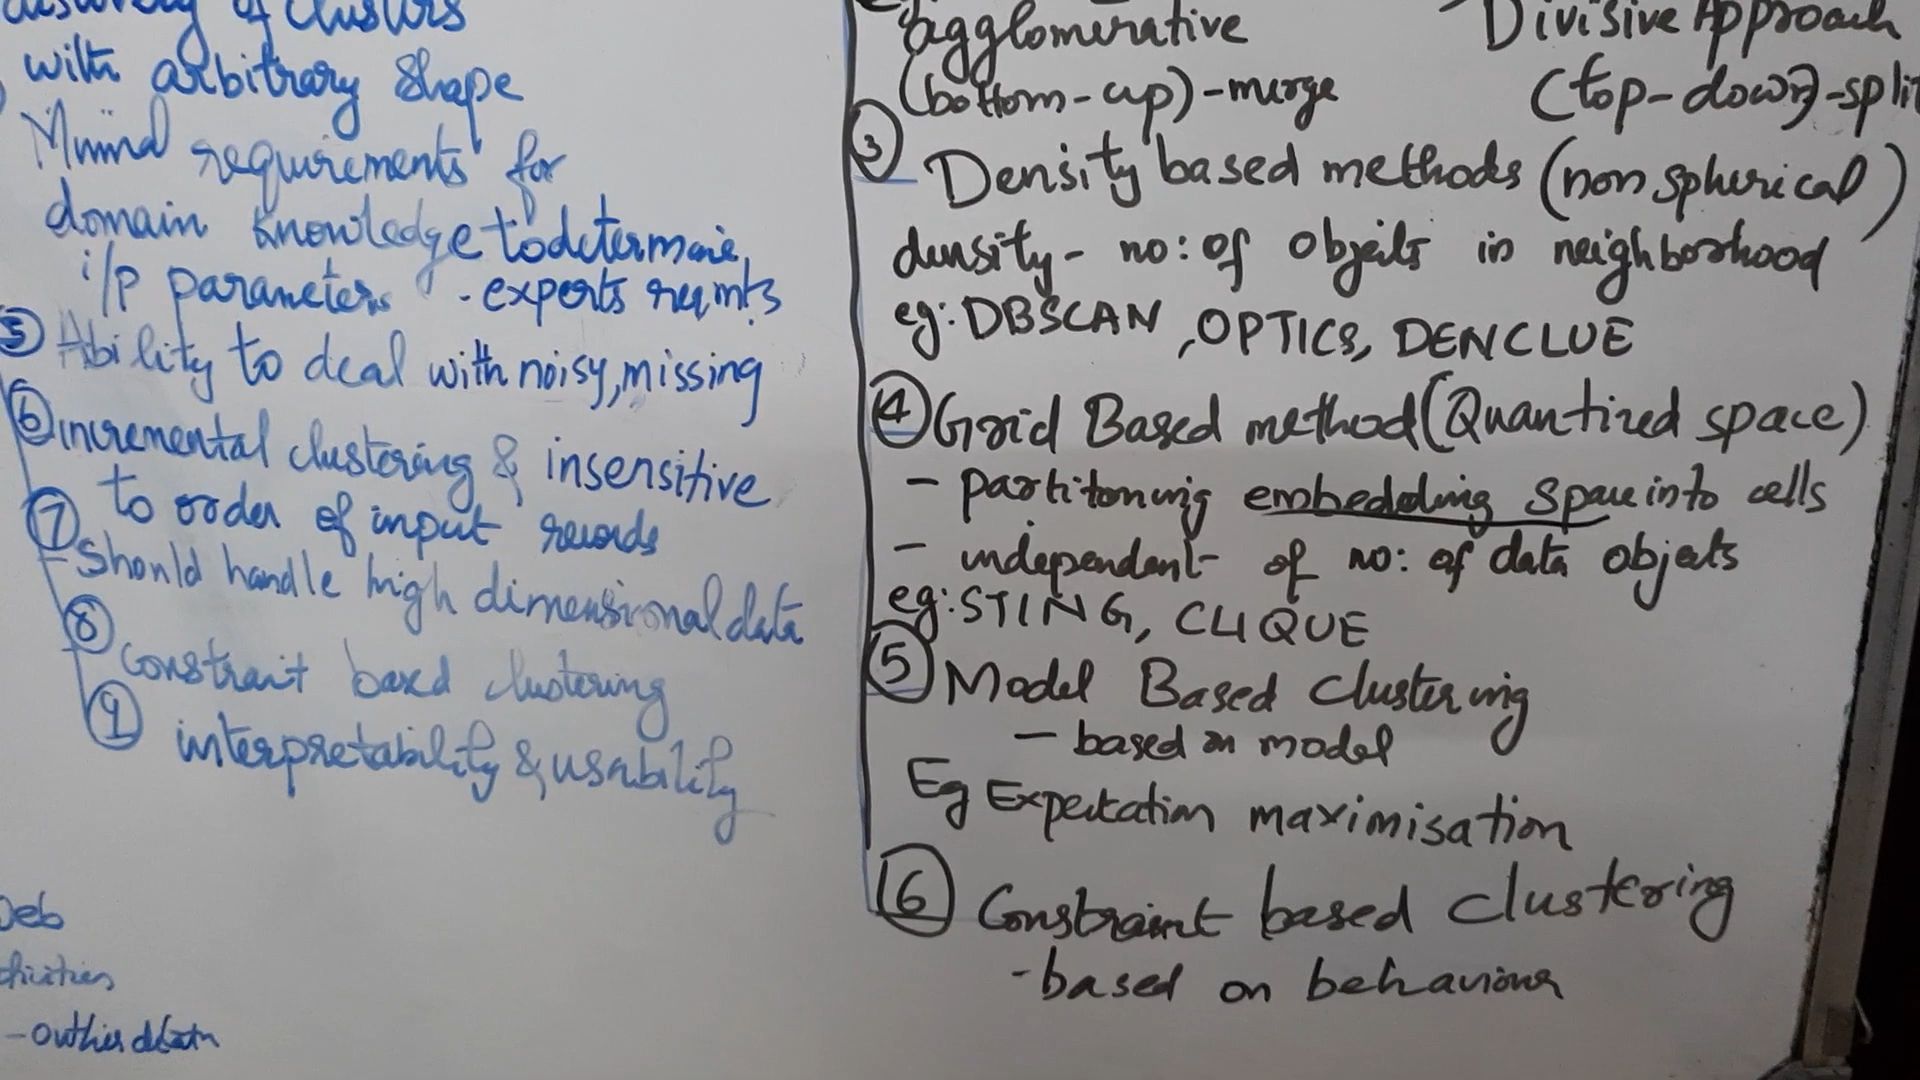 discovery of clusters
with arbitrary shape
requirements for
domain knowledge to determine
i/p parameters - experts
⑤ Ability to deal with noisy, missing
⑥ incremental clustering & insensitive
to order of input records
⑦ - Should handle high dimensional data
⑧ Constrait based clustering
⑨ interpretability & usability
- outlier
Agglomerative
(bottom-up) - merge
Divisive Approach
(top-down) - split
③ Density based methods (non spherical)
density - no: of objects in neighborhood
eg: DBSCAN, OPTICS, DENCLUE
④ Grid Based method (Quantized space)
- partitoning embedding space into cells
- independent of no: of data objects
eg: STING, CLIQUE
⑤ Model Based Clustering
- based on model
Eg Expectation maximisation
⑥ Constraint based clustering
- based on behaviour